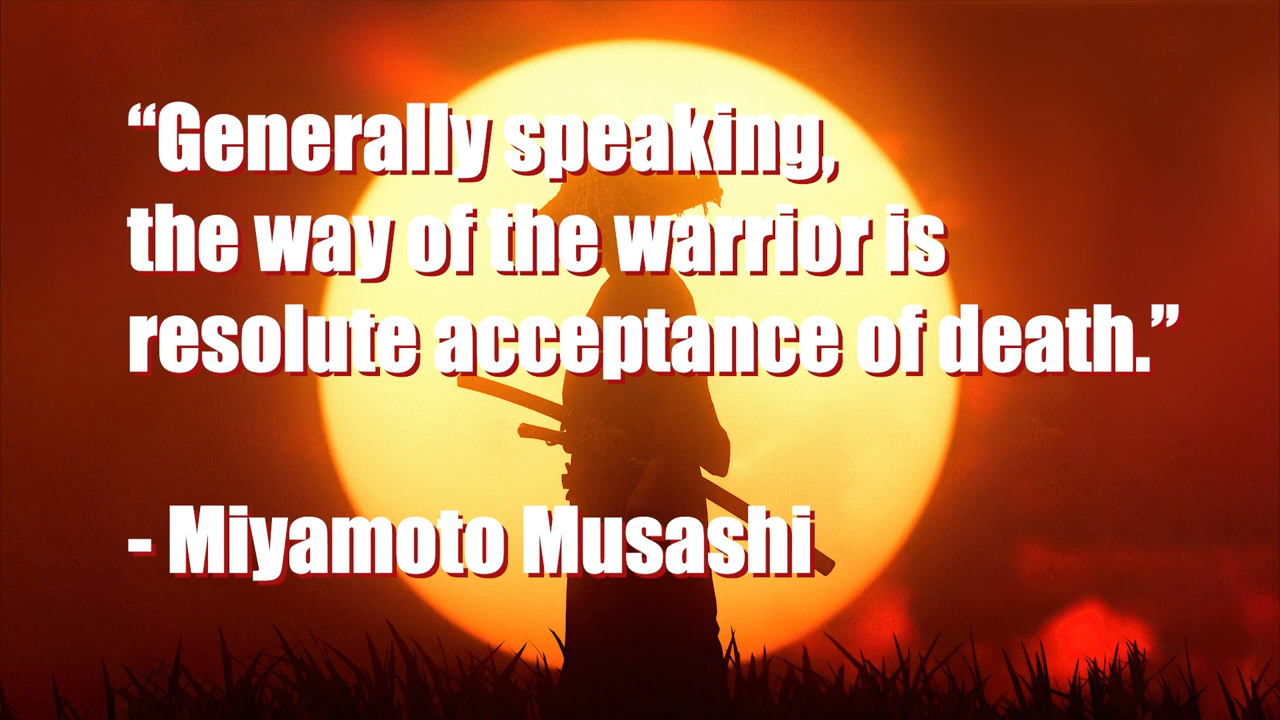 “Generally speaking,
the way of the warrior is
resolute acceptance of death.”
- Miyamoto Musashi